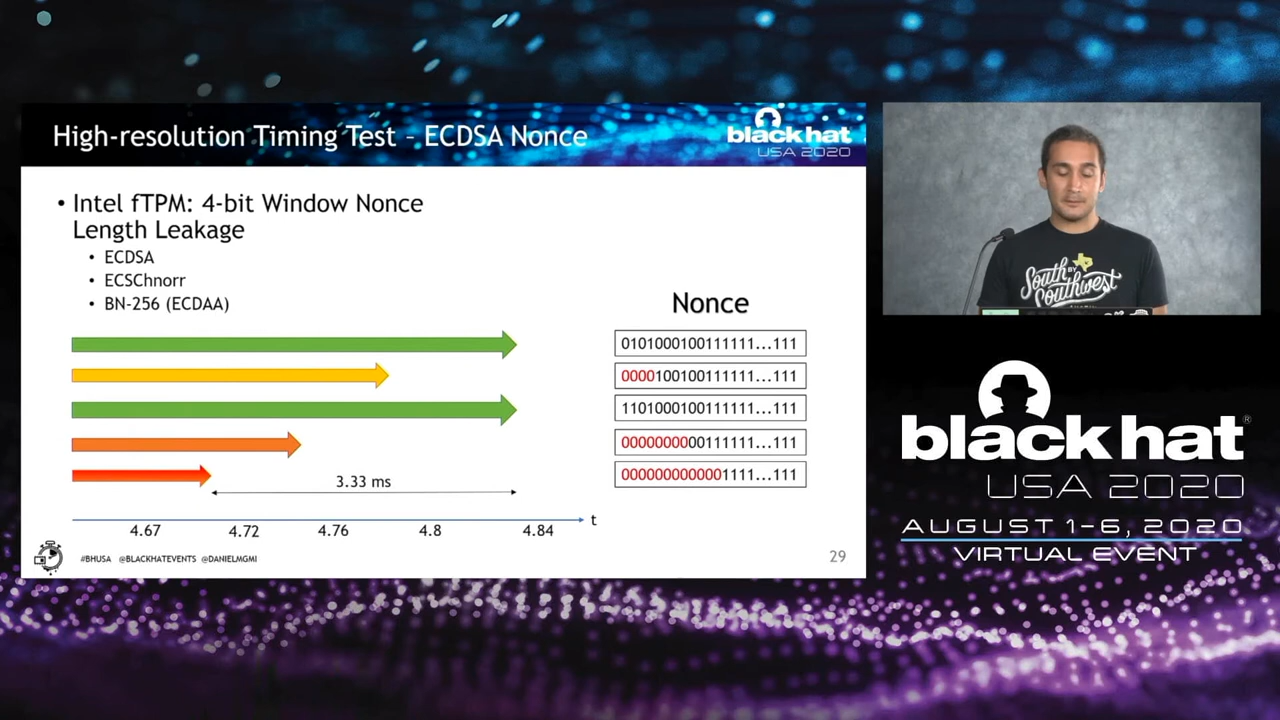 High-resolution Timing Test – ECDSA Nonce
black hat
USA 2020
• Intel fTPM: 4-bit Window Nonce
Length Leakage
• ECDSA
• ECSChnorr
• BN-256 (ECDAA)
Nonce
0101000100111111...111
0000100100111111...111
1101000100111111...111
0000000000111111...111
0000000000001111...111
3.33 ms
t
4.67 4.72 4.76 4.8 4.84
#BHUSA @BLACKHATEVENTS @DANIELMGMI
29
South by
Southwest
black hat®
USA 2020
AUGUST 1-6, 2020
VIRTUAL EVENT